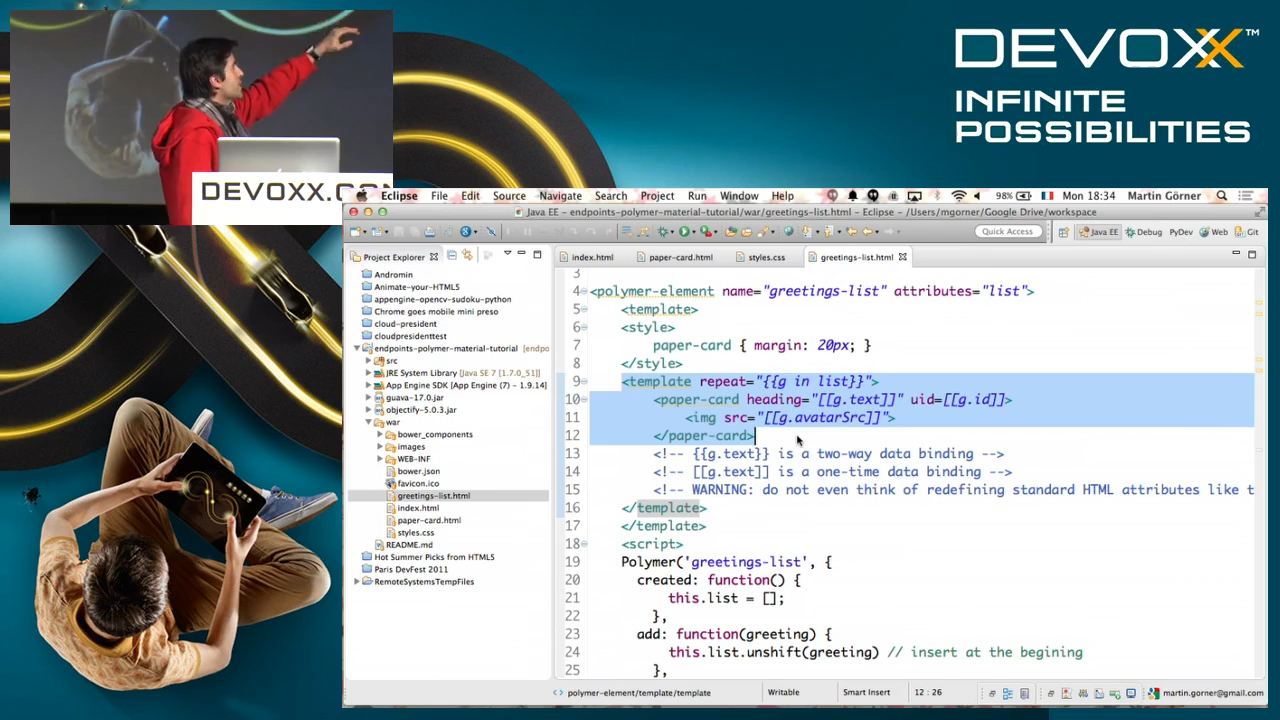 DEVOXX™
INFINITE
POSSIBILITIES
DEVOXX.CO
Eclipse File Edit Source Navigate Search Project Run Window Help 98% Mon 18:34 Martin Görner
Java EE - endpoints-polymer-material-tutorial/war/greetings-list.html - Eclipse - /Users/mgorner/Google Drive/workspace
Quick Access Java EE Debug PyDev Web Git
Project Explorer
Andromin
Animate-your-HTML5
appengine-opencv-sudoku-python
Chrome goes mobile mini preso
cloud-president
cloudpresidenttest
endpoints-polymer-material-tutorial [endpo
src
JRE System Library [Java SE 7 [1.7.0_51]
App Engine SDK [App Engine (7) - 1.9.14]
guava-17.0.jar
objectify-5.0.3.jar
war
bower_components
images
WEB-INF
bower.json
favicon.ico
greetings-list.html
index.html
paper-card.html
styles.css
README.md
Hot Summer Picks from HTML5
Paris DevFest 2011
RemoteSystemsTempFiles
index.html paper-card.html styles.css greetings-list.html
3
4 <polymer-element name="greetings-list" attributes="list">
5 <template>
6 <style>
7 paper-card { margin: 20px; }
8 </style>
9 <template repeat="{{g in list}}">
10 <paper-card heading="[[g.text]]" uid=[[g.id]]>
11 <img src="[[g.avatarSrc]]">
12 </paper-card>
13 <!-- {{g.text}} is a two-way data binding -->
14 <!-- [[g.text]] is a one-time data binding -->
15 <!-- WARNING: do not even think of redefining standard HTML attributes like t
16 </template>
17 </template>
18 <script>
19 Polymer('greetings-list', {
20 created: function() {
21 this.list = [];
22 },
23 add: function(greeting) {
24 this.list.unshift(greeting) // insert at the begining
25 },
polymer-element/template/template Writable Smart Insert 12 : 26 martin.gorner@gmail.com